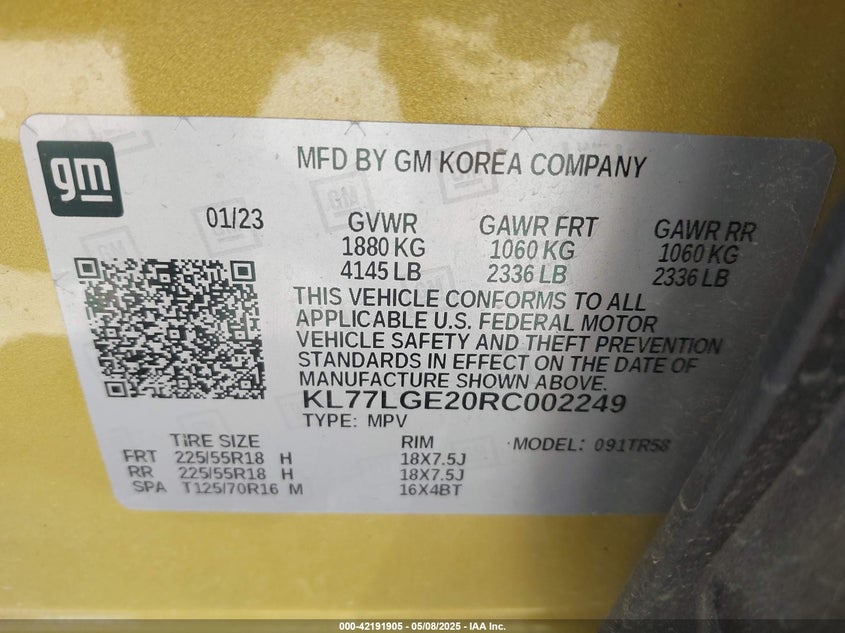 gm
MFD BY GM KOREA COMPANY
01/23
GVWR GAWR FRT GAWR RR
1880 KG 1060 KG 1060 KG
4145 LB 2336 LB 2336 LB
THIS VEHICLE CONFORMS TO ALL
APPLICABLE U.S. FEDERAL MOTOR
VEHICLE SAFETY AND THEFT PREVENTION
STANDARDS IN EFFECT ON THE DATE OF
MANUFACTURE SHOWN ABOVE.
KL77LGE20RC002249
TYPE: MPV
TIRE SIZE RIM MODEL: 091TR58
FRT 225/55R18 H 18X7.5J
RR 225/55R18 H 18X7.5J
SPA T125/70R16 M 16X4BT
000-42191905 - 05/08/2025 - IAA Inc.